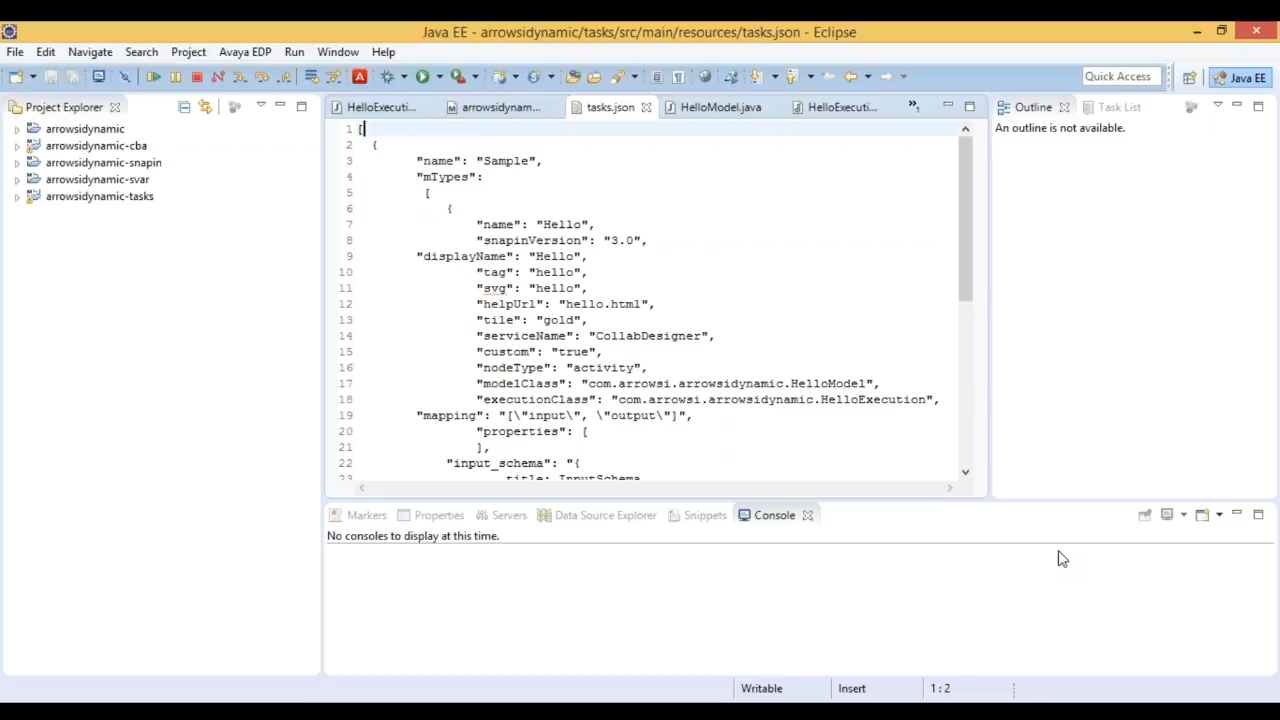 Java EE - arrowsidynamic/tasks/src/main/resources/tasks.json - Eclipse
File Edit Navigate Search Project Avaya EDP Run Window Help
Quick Access
Java EE
Project Explorer
arrowsidynamic
arrowsidynamic-cba
arrowsidynamic-snapin
arrowsidynamic-svar
arrowsidynamic-tasks
HelloExecuti... arrowsidynam... tasks.json HelloModel.java HelloExecuti... »1
1 [
2 {
3 "name": "Sample",
4 "mTypes":
5 [
6 {
7 "name": "Hello",
8 "snapinVersion": "3.0",
9 "displayName": "Hello",
10 "tag": "hello",
11 "svg": "hello",
12 "helpUrl": "hello.html",
13 "tile": "gold",
14 "serviceName": "CollabDesigner",
15 "custom": "true",
16 "nodeType": "activity",
17 "modelClass": "com.arrowsi.arrowsidynamic.HelloModel",
18 "executionClass": "com.arrowsi.arrowsidynamic.HelloExecution",
19 "mapping": "[\"input\", \"output\"]",
20 "properties": [
21 ],
22 "input_schema": "{
23 title: InputSchema
Outline Task List
An outline is not available.
Markers Properties Servers Data Source Explorer Snippets Console
No consoles to display at this time.
Writable Insert 1 : 2